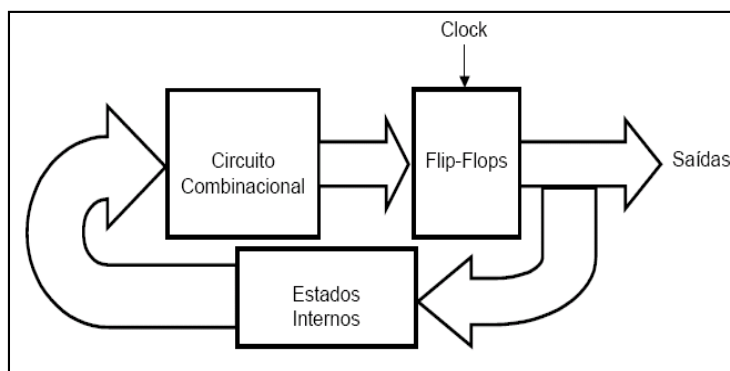 Clock
Circuito
Combinacional
Flip-Flops
Saídas
Estados
Internos